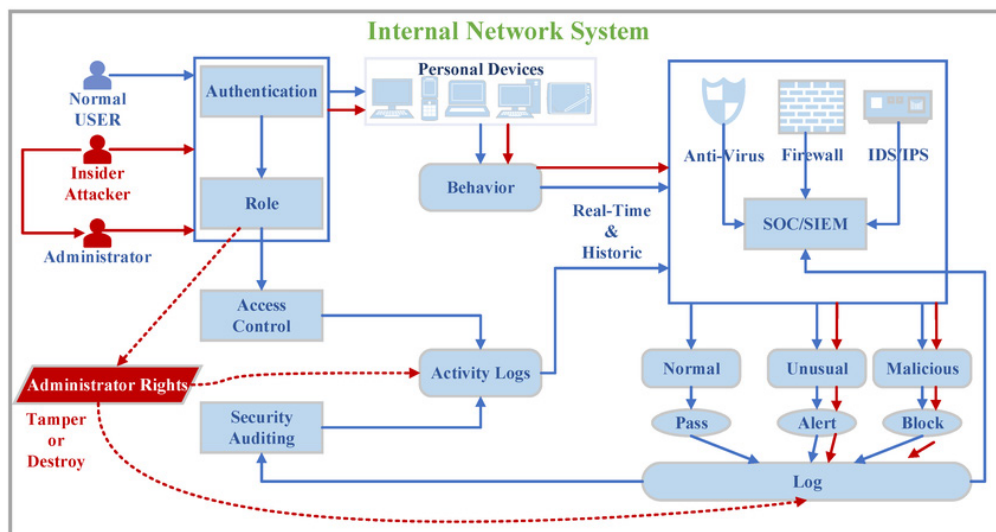 Internal Network System
Normal
USER
Insider
Attacker
Administrator
Authentication
Role
Personal Devices
Behavior
Real-Time
&
Historic
Anti-Virus
Firewall
IDS/IPS
SOC/SIEM
Access
Control
Administrator Rights
Tamper
or
Destroy
Security
Auditing
Activity Logs
Normal
Unusual
Malicious
Pass
Alert
Block
Log